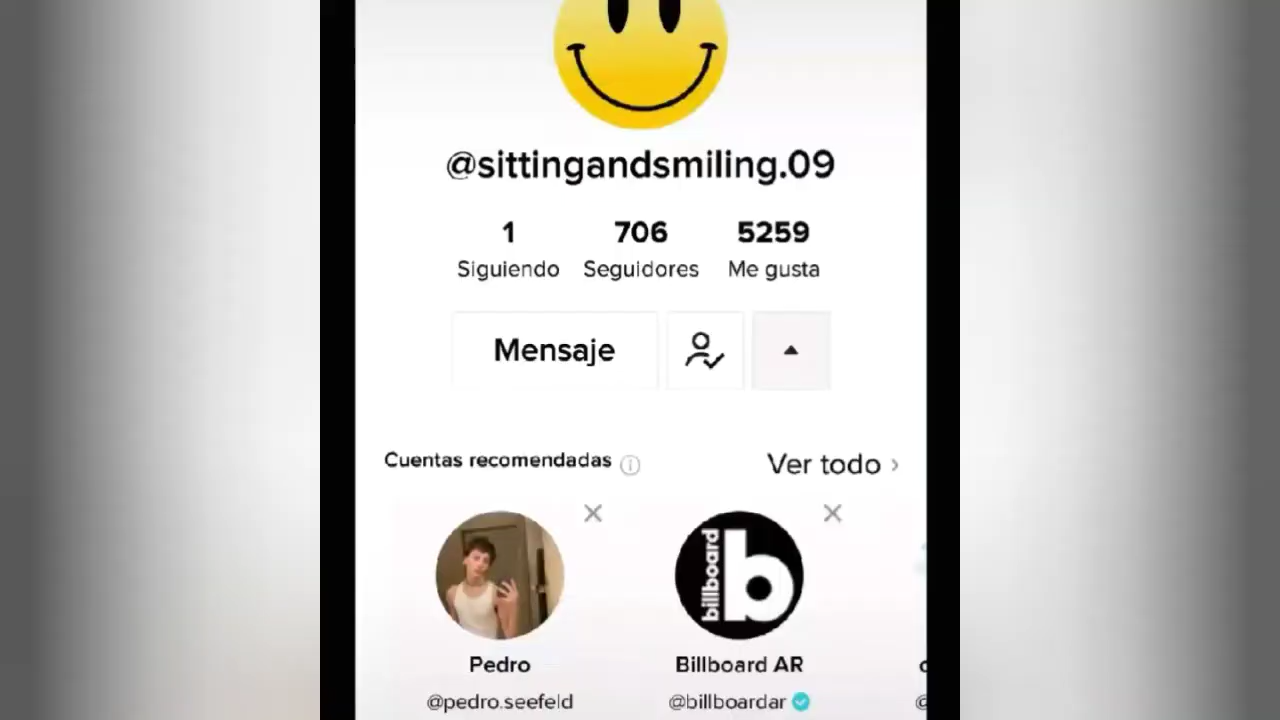 @sittingandsmiling.09
1 706 5259
Siguiendo Seguidores Me gusta
Mensaje
Cuentas recomendadas Ver todo
billboard b
Pedro Billboard AR
@pedro.seefeld @billboardar